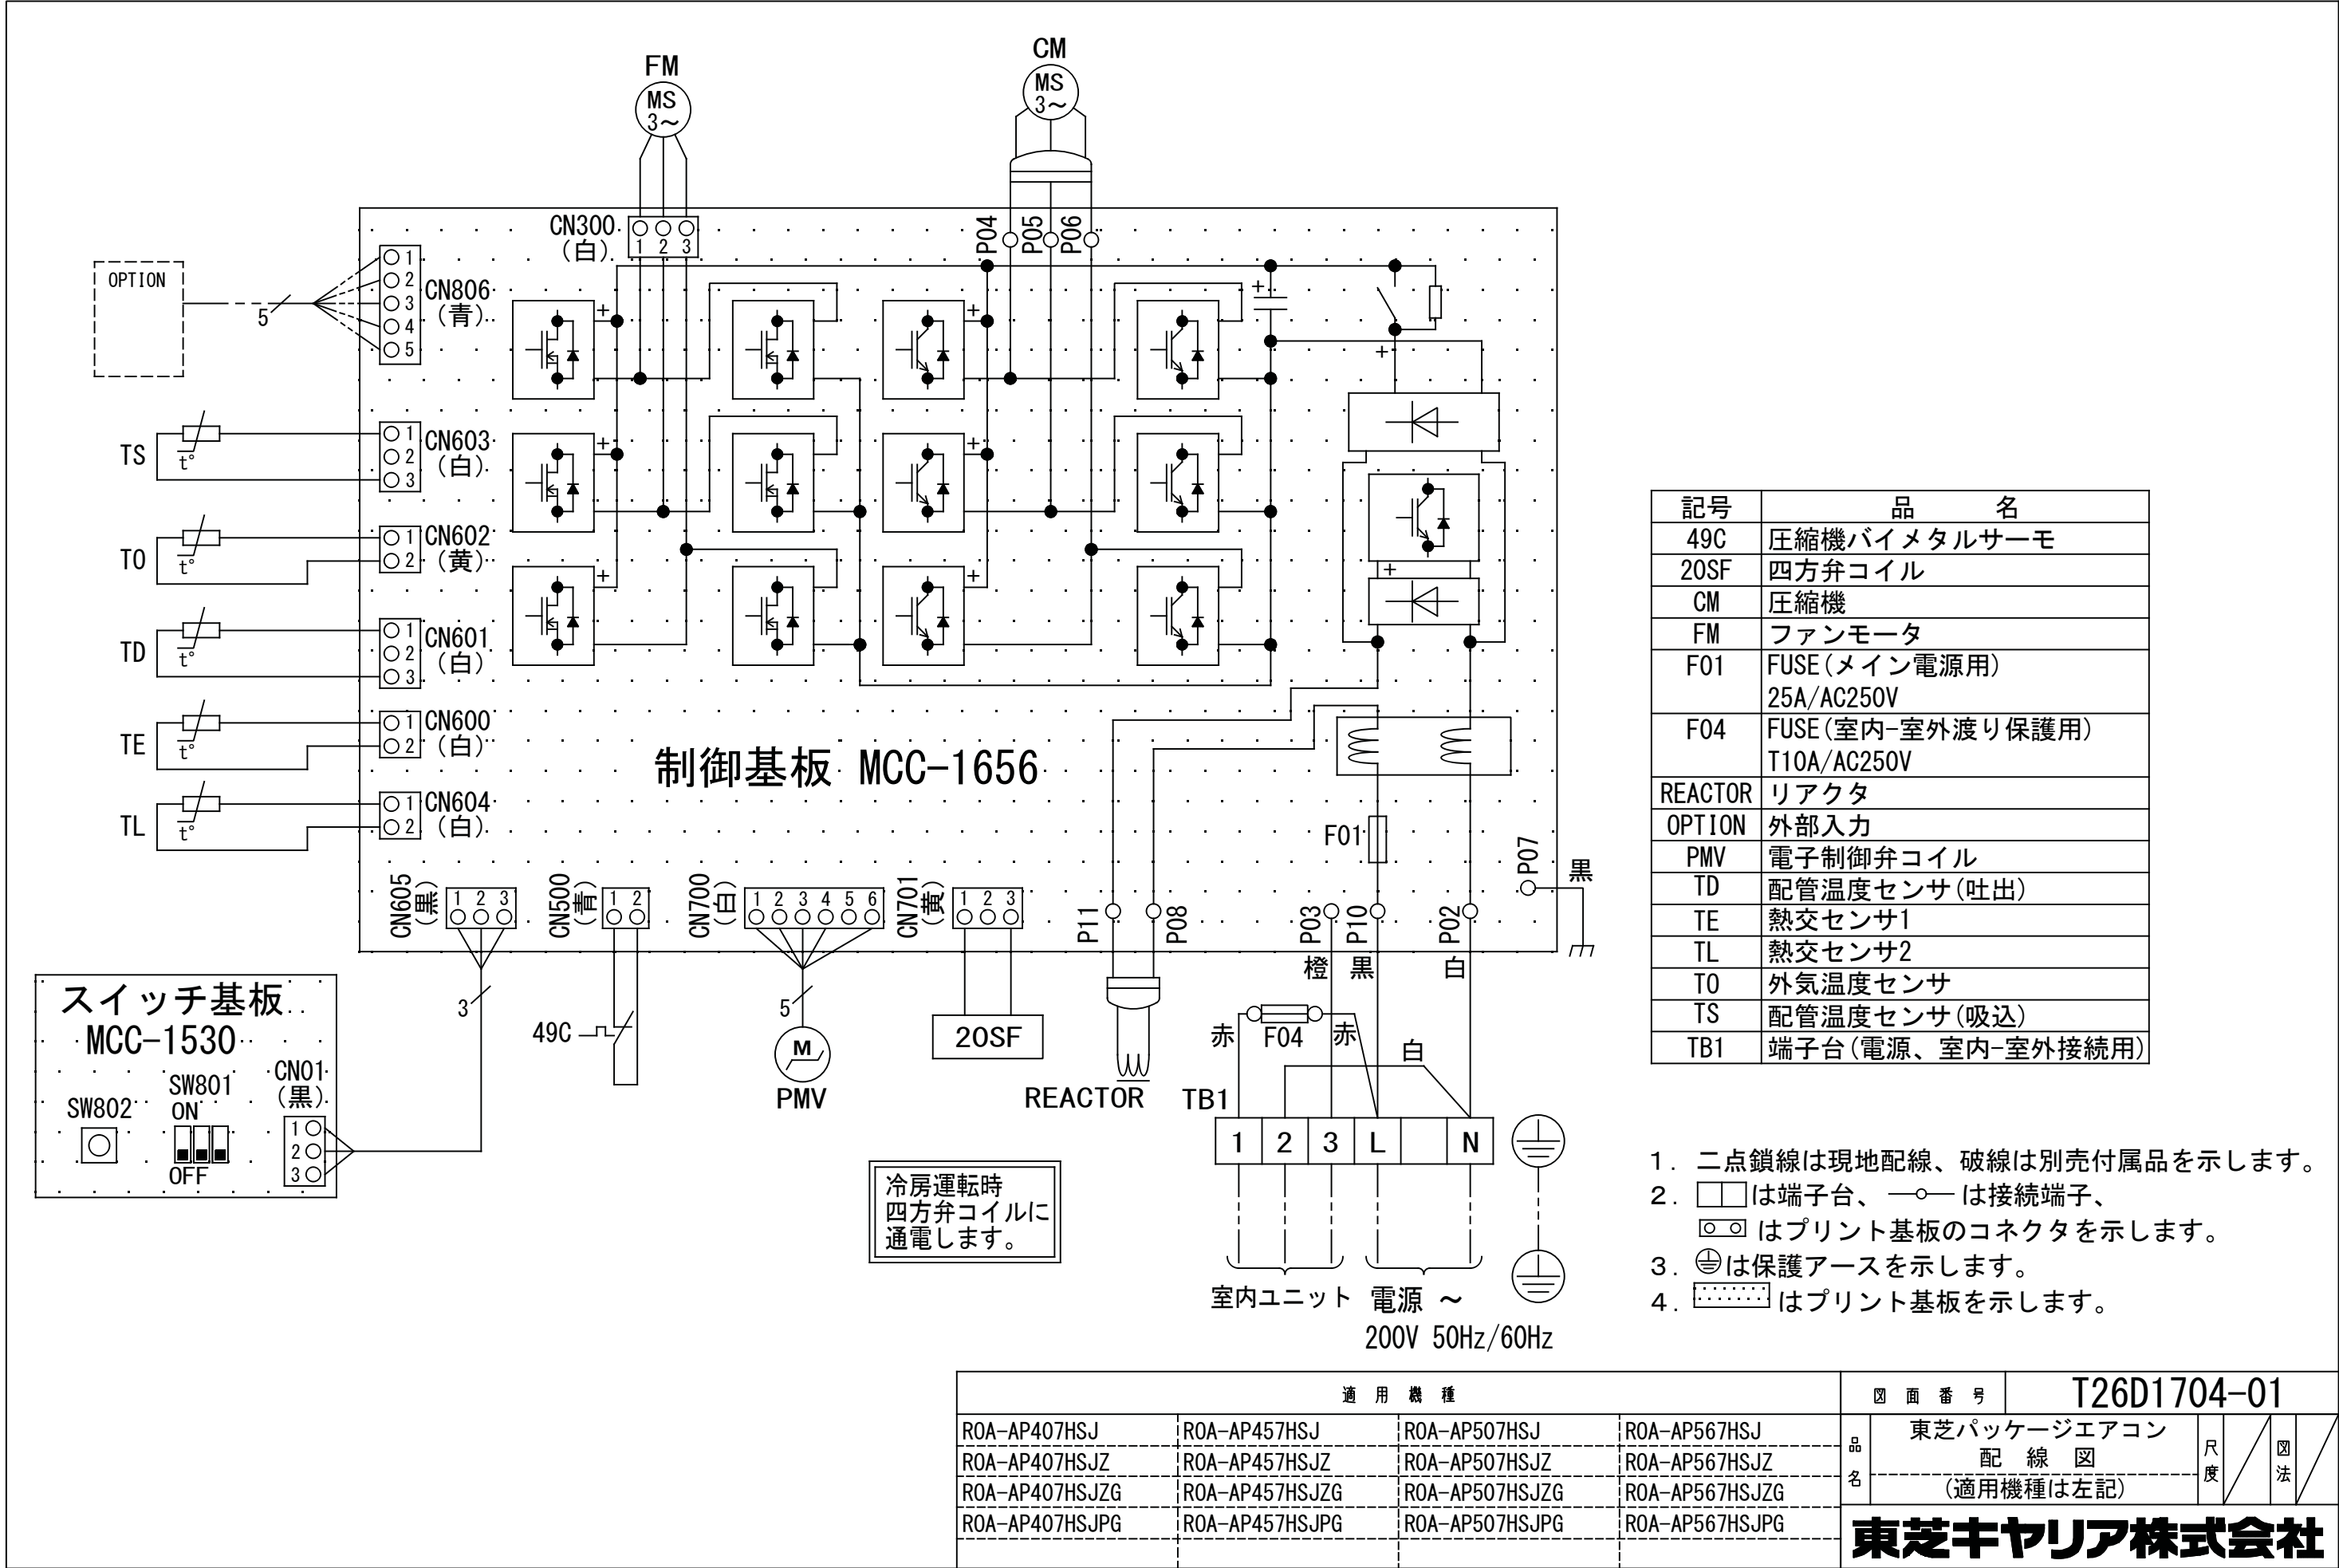 FM
MS
3～
CM
MS
3～
CN300
(白)
1 2 3
P04
P05
P06
OPTION
5
1
2
3
4
5
CN806
(青)
+
+
+
+
+
TS
t°
1
2
3
CN603
(白)
+
+
TO
t°
1
2
CN602
(黄)
+
+
+
TD
t°
1
2
3
CN601
(白)
TE
t°
1
2
CN600
(白)
制御基板 MCC-1656
TL
t°
1
2
CN604
(白)
F01
P07
黒
CN605
(黒)
1 2 3
CN500
(青)
1 2
CN700
(白)
1 2 3 4 5 6
CN701
(黄)
1 2 3
P11
P08
P03
P10
P02
橙
黒
白
3
49C
5
M
PMV
20SF
REACTOR
赤
F04
赤
白
TB1
1 2 3 L N
スイッチ基板
MCC-1530
SW802
SW801
ON
OFF
CN01
(黒)
1
2
3
冷房運転時
四方弁コイルに
通電します。
室内ユニット
電源 ～
200V 50Hz/60Hz
記号 品 名
49C 圧縮機バイメタルサーモ
20SF 四方弁コイル
CM 圧縮機
FM ファンモータ
F01 FUSE(メイン電源用)
25A/AC250V
F04 FUSE(室内-室外渡り保護用)
T10A/AC250V
REACTOR リアクタ
OPTION 外部入力
PMV 電子制御弁コイル
TD 配管温度センサ(吐出)
TE 熱交センサ1
TL 熱交センサ2
TO 外気温度センサ
TS 配管温度センサ(吸込)
TB1 端子台(電源、室内-室外接続用)
1. 二点鎖線は現地配線、破線は別売付属品を示します。
2. は端子台、 は接続端子、
はプリント基板のコネクタを示します。
3. は保護アースを示します。
4. はプリント基板を示します。
適用機種
ROA-AP407HSJ ROA-AP457HSJ ROA-AP507HSJ ROA-AP567HSJ
ROA-AP407HSJZ ROA-AP457HSJZ ROA-AP507HSJZ ROA-AP567HSJZ
ROA-AP407HSJZG ROA-AP457HSJZG ROA-AP507HSJZG ROA-AP567HSJZG
ROA-AP407HSJPG ROA-AP457HSJPG ROA-AP507HSJPG ROA-AP567HSJPG
図面番号 T26D1704-01
品名
東芝パッケージエアコン
配 線 図
(適用機種は左記)
尺度
図法
東芝キヤリア株式会社